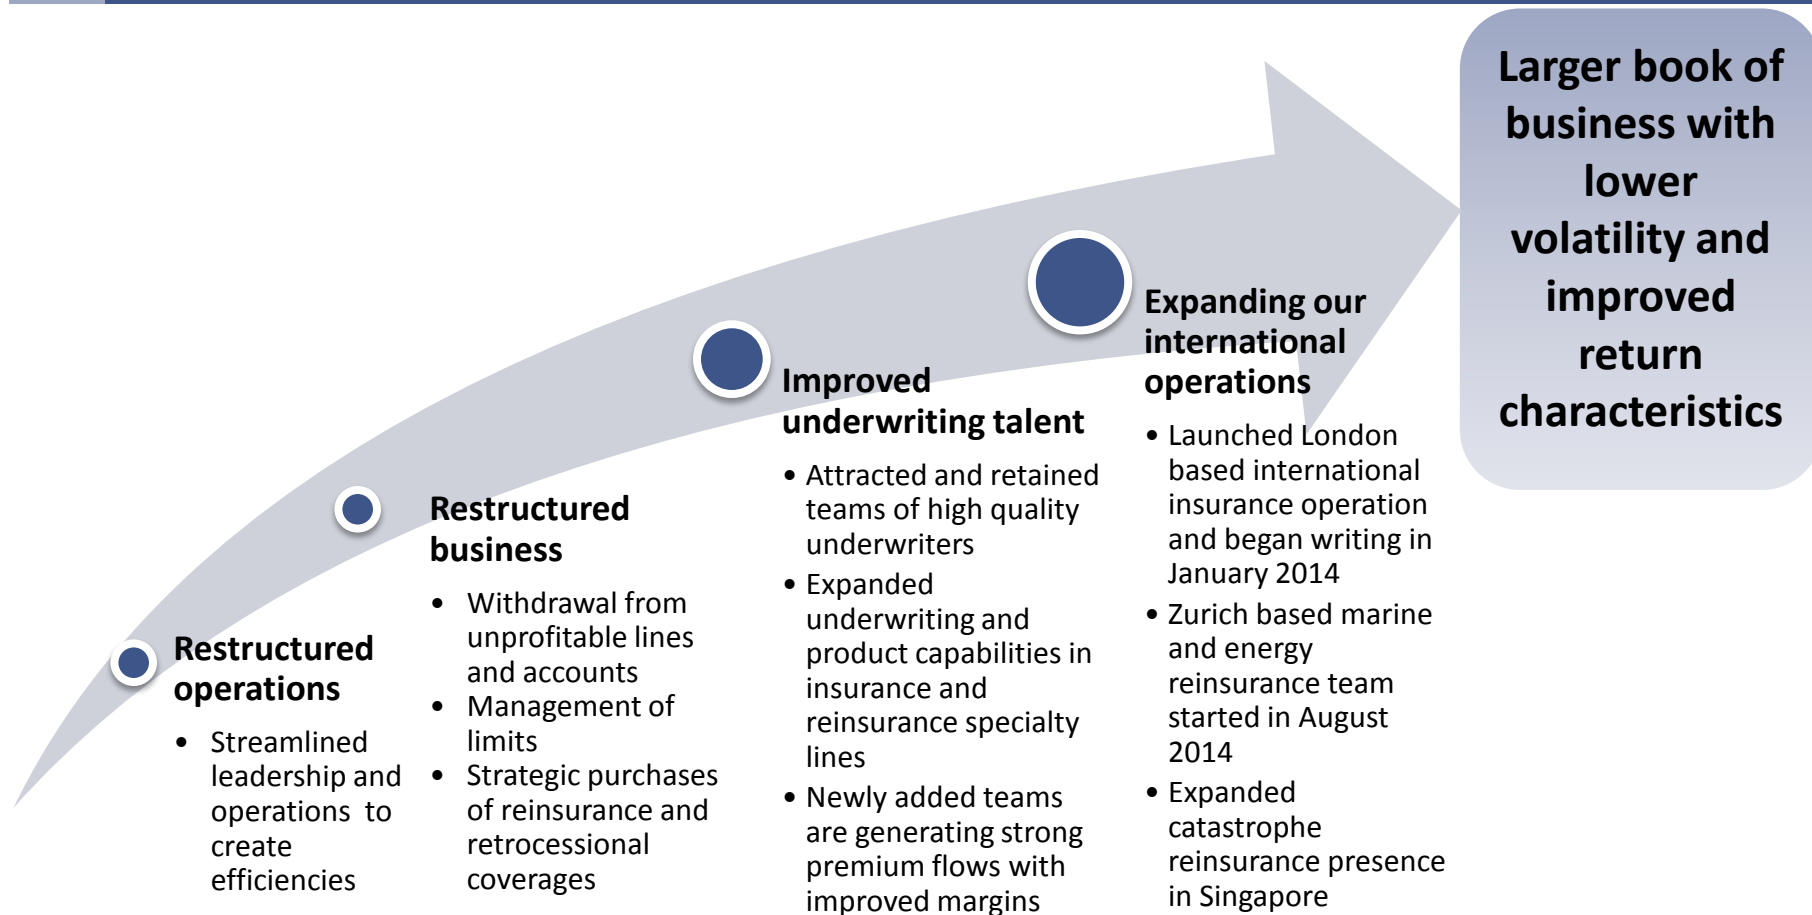 Larger book of
business with
lower
volatility and
improved
return
characteristics
Restructured
operations
• Streamlined
leadership and
operations to
create
efficiencies
Restructured
business
• Withdrawal from
unprofitable lines
and accounts
• Management of
limits
• Strategic purchases
of reinsurance and
retrocessional
coverages
Improved
underwriting talent
• Attracted and retained
teams of high quality
underwriters
• Expanded
underwriting and
product capabilities in
insurance and
reinsurance specialty
lines
• Newly added teams
are generating strong
premium flows with
improved margins
Expanding our
international
operations
• Launched London
based international
insurance operation
and began writing in
January 2014
• Zurich based marine
and energy
reinsurance team
started in August
2014
• Expanded
catastrophe
reinsurance presence
in Singapore